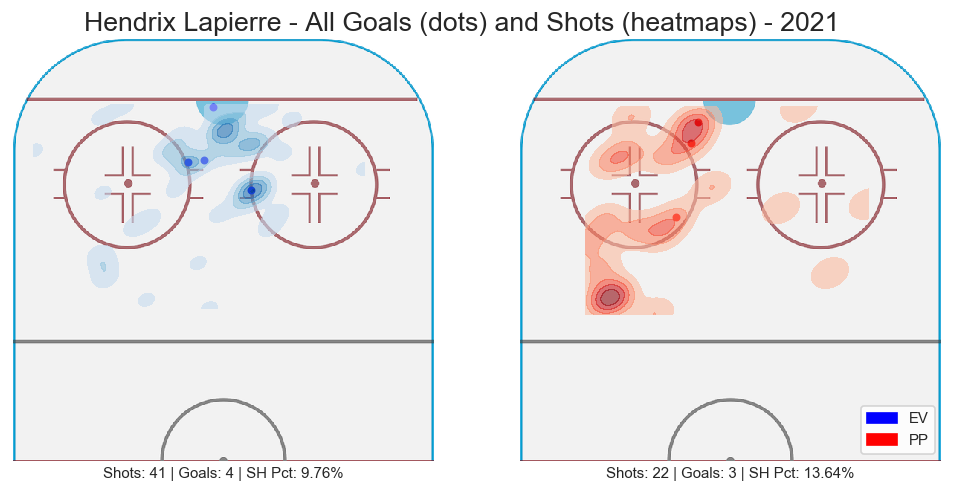 Hendrix Lapierre - All Goals (dots) and Shots (heatmaps) - 2021
EV
PP
Shots: 41 | Goals: 4 | SH Pct: 9.76%
Shots: 22 | Goals: 3 | SH Pct: 13.64%